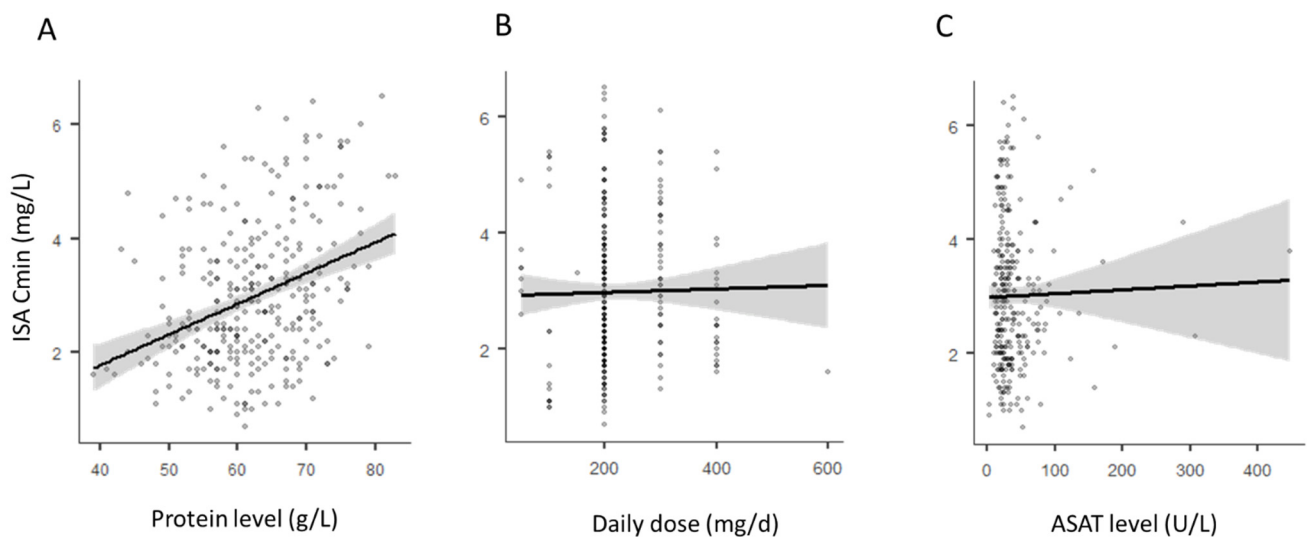 A
B
C
ISA Cmin (mg/L)
6
4
2
6
4
2
6
4
2
40 50 60 70 80
200 400 600
0 100 200 300 400
Protein level (g/L)
Daily dose (mg/d)
ASAT level (U/L)